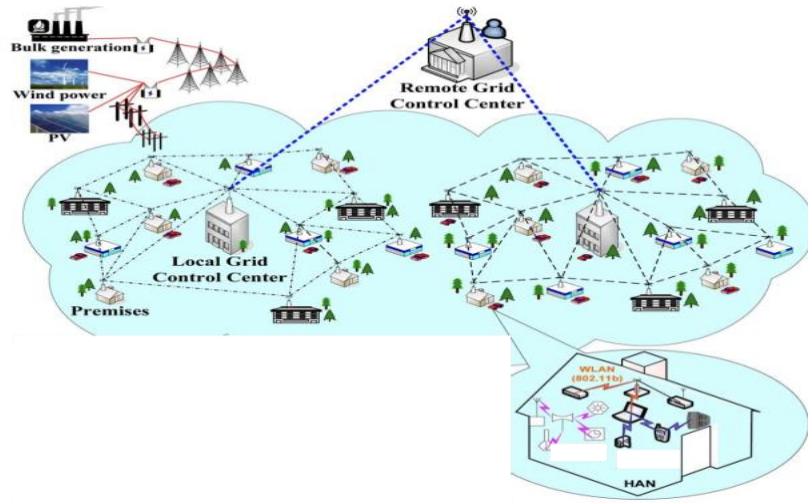 Bulk generation
Wind power
PV
Remote Grid
Control Center
Local Grid
Control Center
Premises
WLAN
(802.11b)
HAN